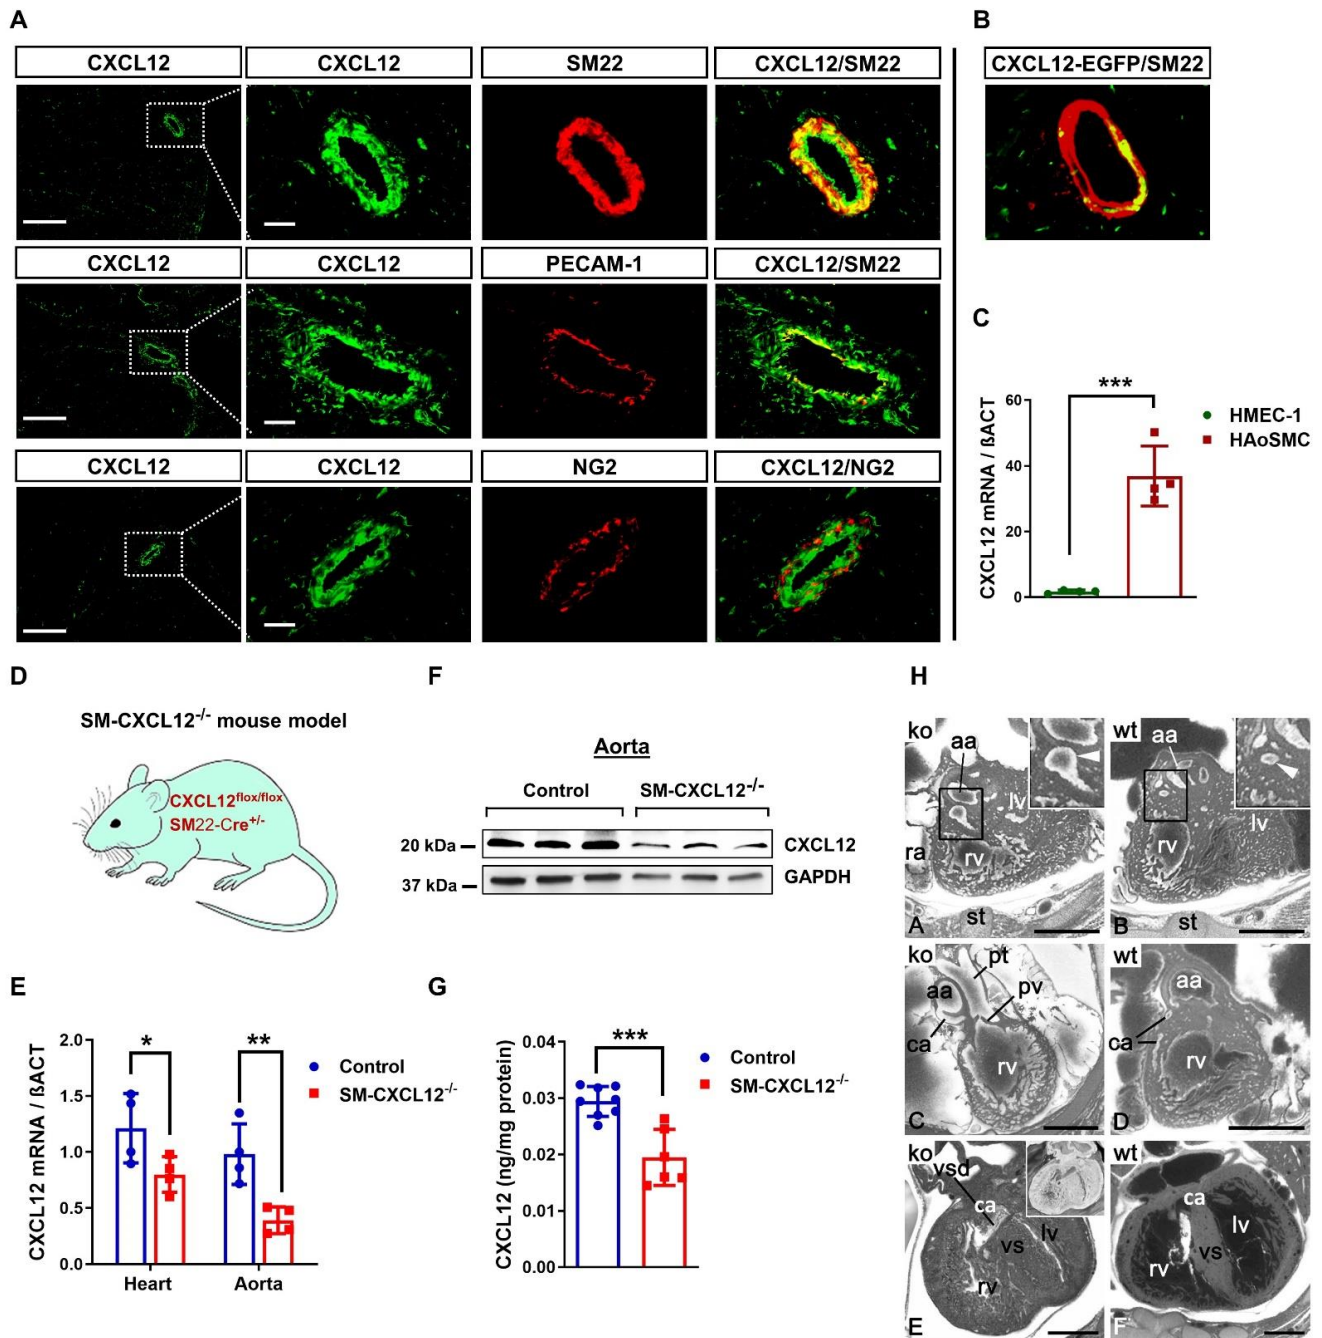 A
B
CXCL12 CXCL12 SM22 CXCL12/SM22
CXCL12-EGFP/SM22
CXCL12 CXCL12 PECAM-1 CXCL12/SM22
CXCL12 CXCL12 NG2 CXCL12/NG2
C
***
60
40
20
0
CXCL12 mRNA / ßACT
HMEC-1
HAoSMC
D
SM-CXCL12-/- mouse model
CXCL12flox/flox
SM22-Cre+/-
F
Aorta
Control SM-CXCL12-/-
20 kDa CXCL12
37 kDa GAPDH
E
* **
2.0
1.5
1.0
0.5
0.0
CXCL12 mRNA / ßACT
Heart Aorta
Control
SM-CXCL12-/-
G
***
0.04
0.03
0.02
0.01
0.00
CXCL12 (ng/mg protein)
Control
SM-CXCL12-/-
H
ko aa lv ra rv st A
wt aa lv rv st B
ko pt aa pv ca rv C
wt aa ca rv D
ko vsd ca lv vs rv E
wt ca lv vs rv F